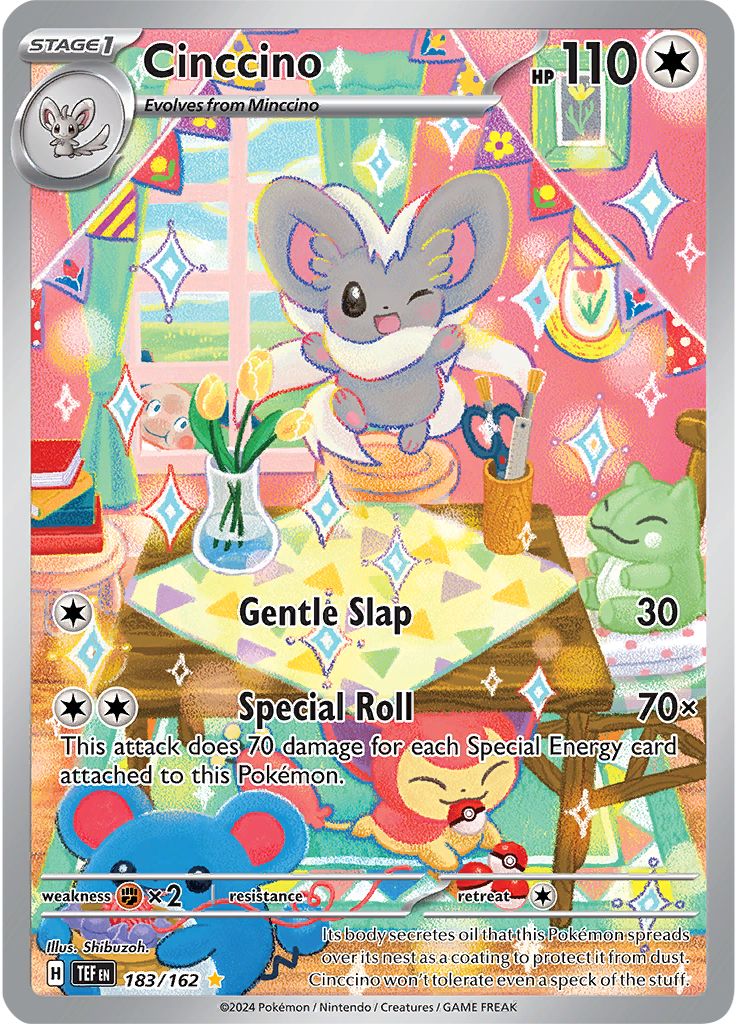 STAGE1
Cinccino
HP 110
Evolves from Minccino
Gentle Slap 30
Special Roll 70×
This attack does 70 damage for each Special Energy card
attached to this Pokémon.
weakness ×2 resistance retreat
Illus. Shibuzoh.
Its body secretes oil that this Pokémon spreads
over its nest as a coating to protect it from dust.
Cinccino won't tolerate even a speck of the stuff.
H TEF EN 183/162
©2024 Pokémon / Nintendo / Creatures / GAME FREAK